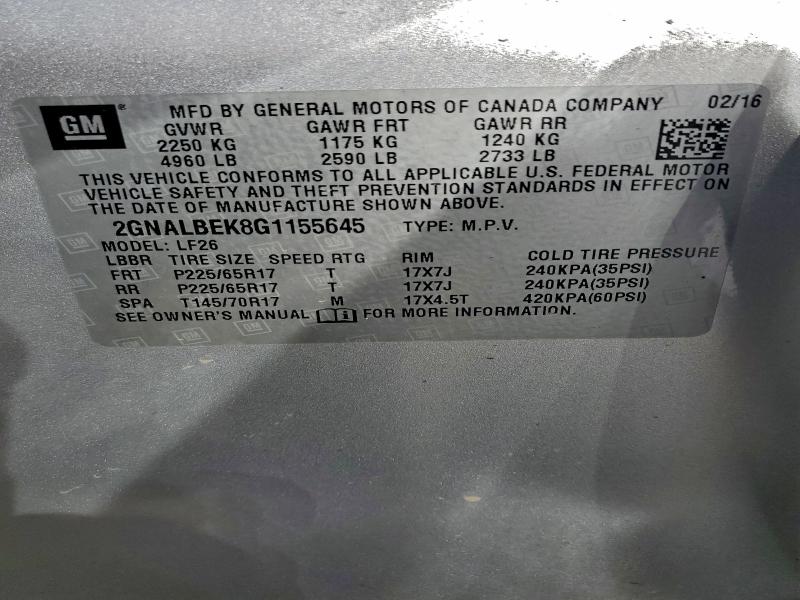 GM ® MFD BY GENERAL MOTORS OF CANADA COMPANY 02/16
GVWR GAWR FRT GAWR RR
2250 KG 1175 KG 1240 KG
4960 LB 2590 LB 2733 LB
THIS VEHICLE CONFORMS TO ALL APPLICABLE U.S. FEDERAL MOTOR
VEHICLE SAFETY AND THEFT PREVENTION STANDARDS IN EFFECT ON
THE DATE OF MANUFACTURE SHOWN ABOVE.
2GNALBEK8G1155645 TYPE: M.P.V.
MODEL: LF26
LBBR TIRE SIZE SPEED RTG RIM COLD TIRE PRESSURE
FRT P225/65R17 T 17X7J 240KPA(35PSI)
RR P225/65R17 T 17X7J 240KPA(35PSI)
SPA T145/70R17 M 17X4.5T 420KPA(60PSI)
SEE OWNER'S MANUAL FOR MORE INFORMATION.